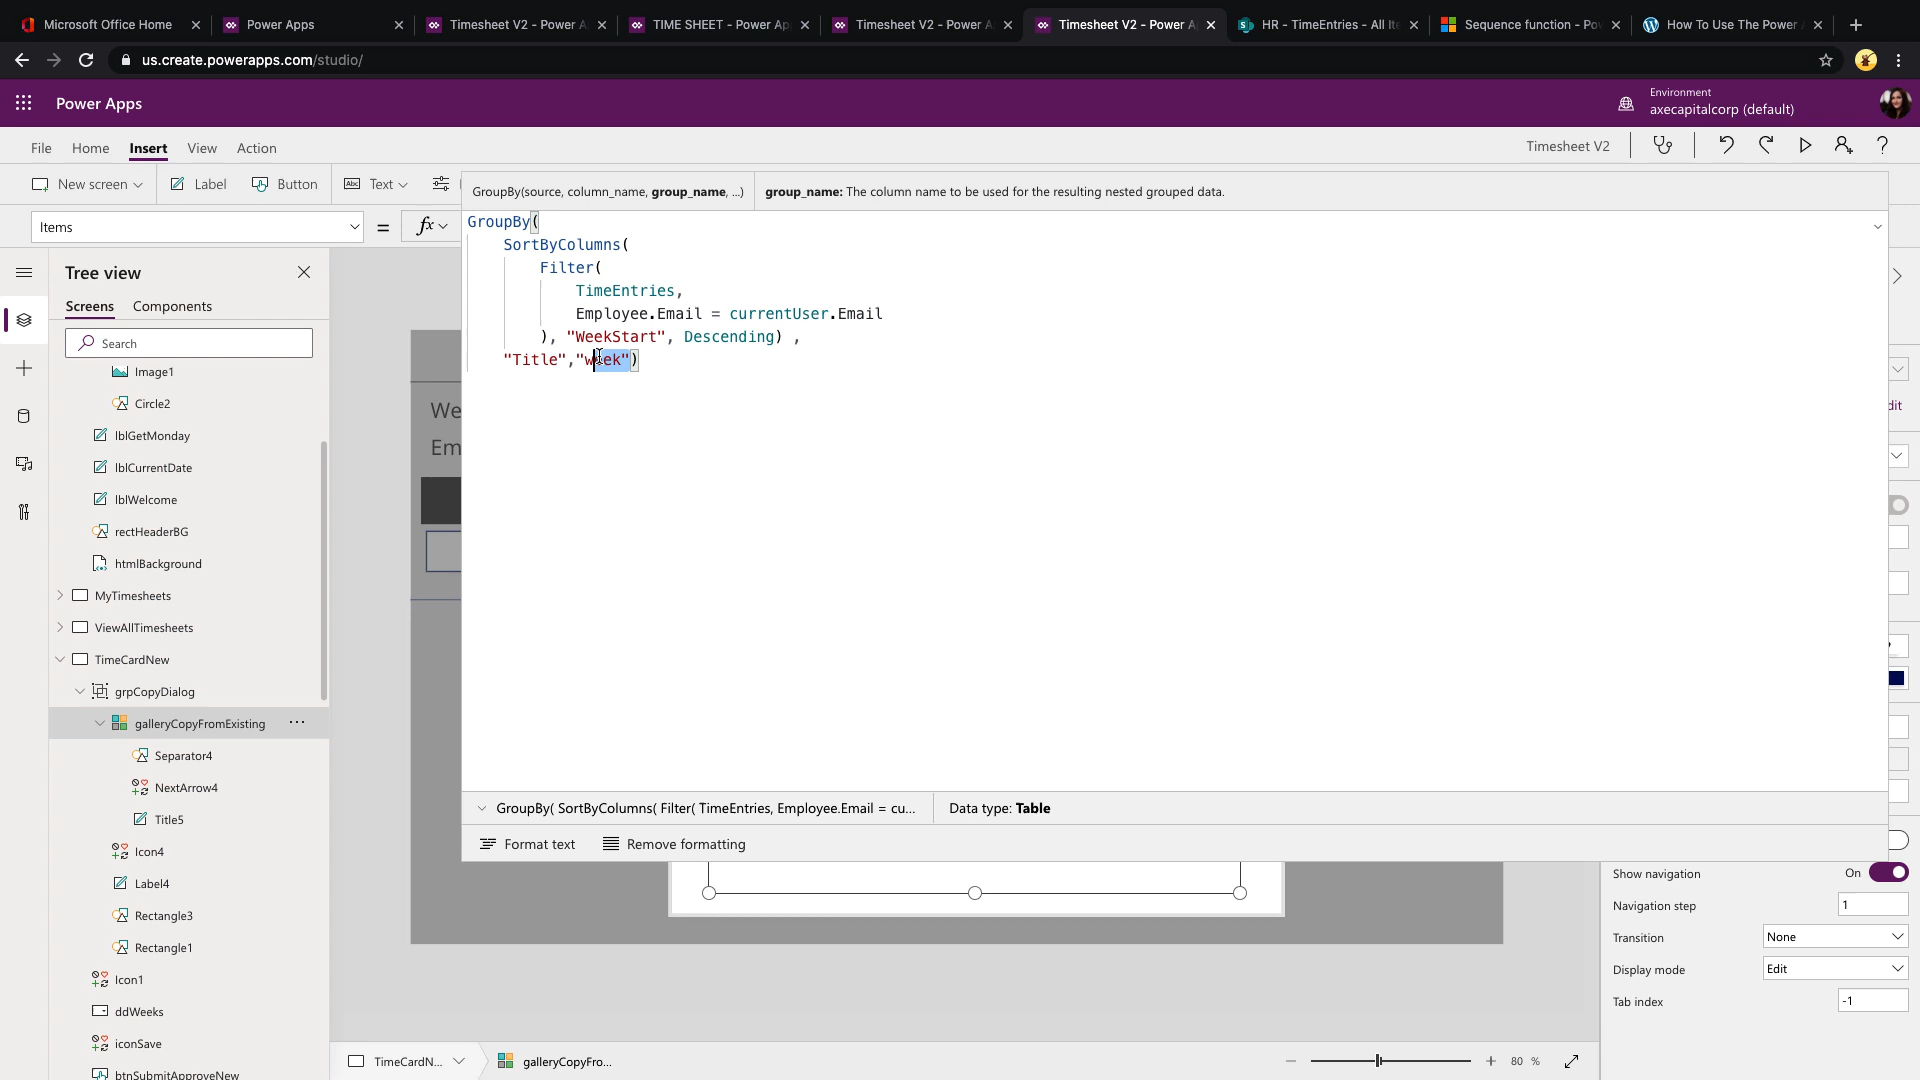 Microsoft Office Home
Power Apps
Timesheet V2 - Power A
TIME SHEET - Power Ap
Timesheet V2 - Power A
Timesheet V2 - Power A
HR - TimeEntries - All It
Sequence function - Po
How To Use The Power
us.create.powerapps.com/studio/
Power Apps
Environment
axecapitalcorp (default)
File
Home
Insert
View
Action
Timesheet V2
New screen
Label
Button
Text
GroupBy(source, column_name, group_name, ...)
group_name: The column name to be used for the resulting nested grouped data.
Items
=
fx
GroupBy(
SortByColumns(
Filter(
TimeEntries,
Employee.Email = currentUser.Email
), "WeekStart", Descending) ,
"Title","week")
Tree view
Screens
Components
Search
Image1
Circle2
lblGetMonday
lblCurrentDate
lblWelcome
rectHeaderBG
htmlBackground
MyTimesheets
ViewAllTimesheets
TimeCardNew
grpCopyDialog
galleryCopyFromExisting
Separator4
NextArrow4
Title5
Icon4
Label4
Rectangle3
Rectangle1
Icon1
ddWeeks
iconSave
btnSubmitApproveNew
We
Em
dit
GroupBy( SortByColumns( Filter( TimeEntries, Employee.Email = cu...
Data type: Table
Format text
Remove formatting
Show navigation
On
Navigation step
1
Transition
None
Display mode
Edit
Tab index
-1
TimeCardN...
galleryCopyFro...
80 %